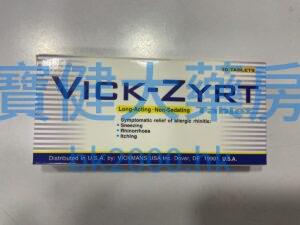 10 TABLETS
VICK-ZYRT
Long-Acting · Non-Sedating
Symptomatic relief of allergic rhinitis:
• Sneezing
• Rhinorrhoea
• Itching
Distributed in U.S.A. by: VICKMANS USA Inc. Dover, DE, 19901, U.S.A.
寶健大藥房